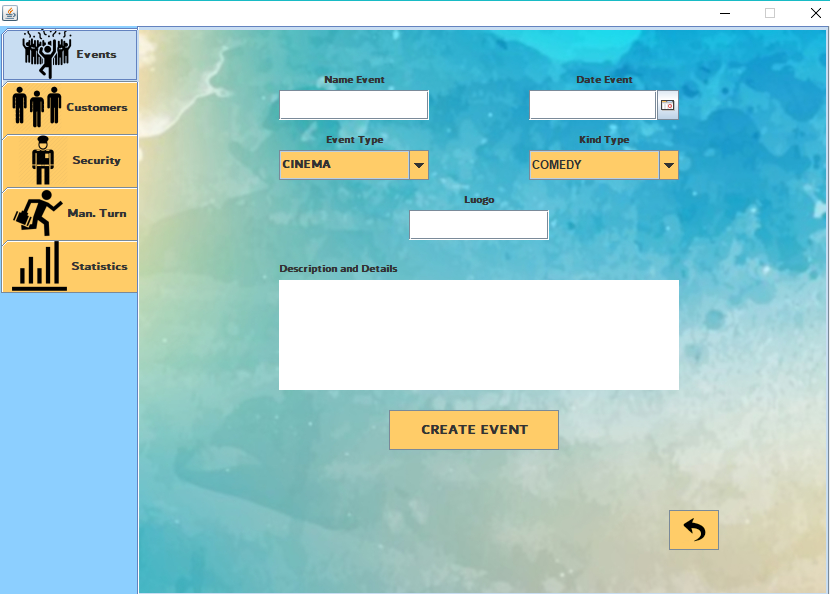 Events
Customers
Security
Man. Turn
Statistics
Name Event
Date Event
Event Type
Kind Type
CINEMA
COMEDY
Luogo
Description and Details
CREATE EVENT